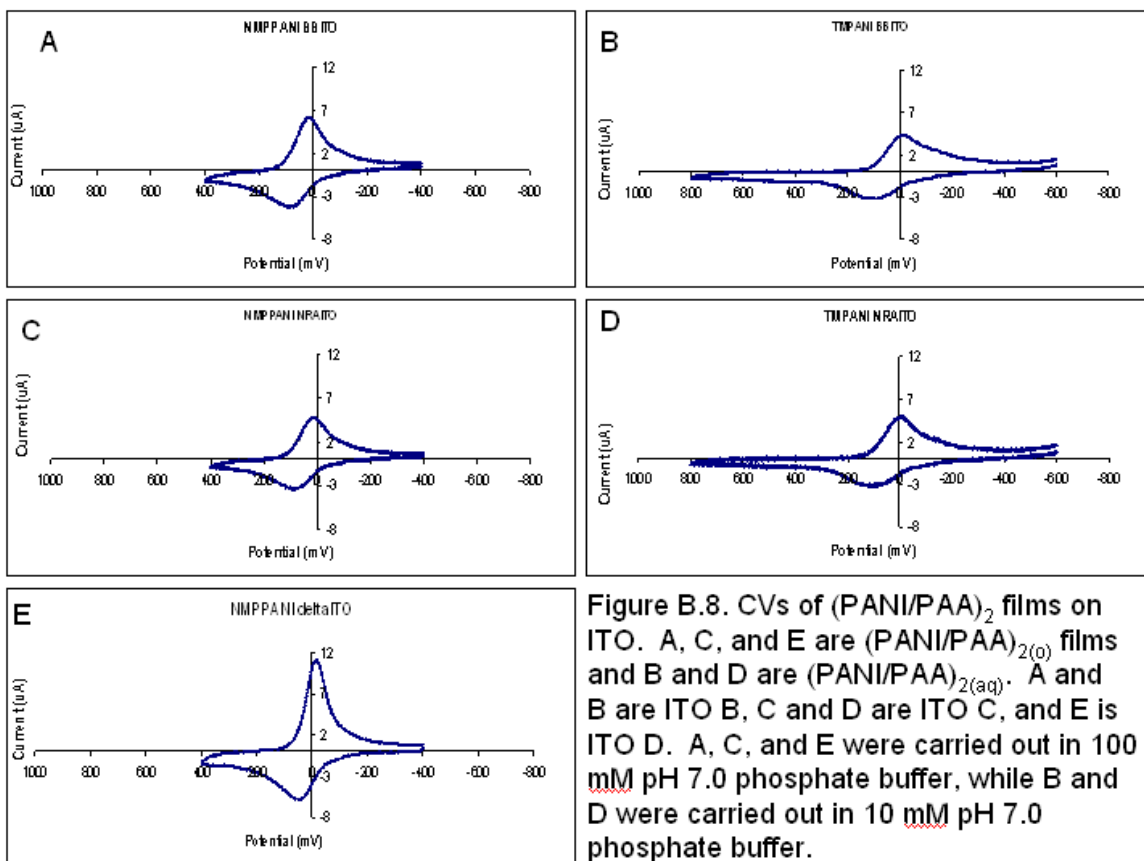 A
NMPPANI BBITO
12
7
2
-3
-8
1000 800 600 400 200 0 -200 -400 -600 -800
Current (uA)
Potential (mV)
B
TMPANI BBITO
12
7
2
-3
-8
1000 800 600 400 200 0 -200 -400 -600 -800
Current (uA)
Potential (mV)
C
NMPPANI NRAITO
12
7
2
-3
-8
1000 800 600 400 200 0 -200 -400 -600 -800
Current (uA)
Potential (mV)
D
TMPANI NRAITO
12
7
2
-3
-8
1000 800 600 400 200 0 -200 -400 -600 -800
Current (uA)
Potential (mV)
E
NMPPANI delta ITO
12
7
2
-3
-8
1000 800 600 400 200 0 -200 -400 -600 -800
Current (uA)
Potential (mV)
Figure B.8. CVs of (PANI/PAA)2 films on
ITO. A, C, and E are (PANI/PAA)2(o) films
and B and D are (PANI/PAA)2(aq). A and
B are ITO B, C and D are ITO C, and E is
ITO D. A, C, and E were carried out in 100
mM pH 7.0 phosphate buffer, while B and
D were carried out in 10 mM pH 7.0
phosphate buffer.